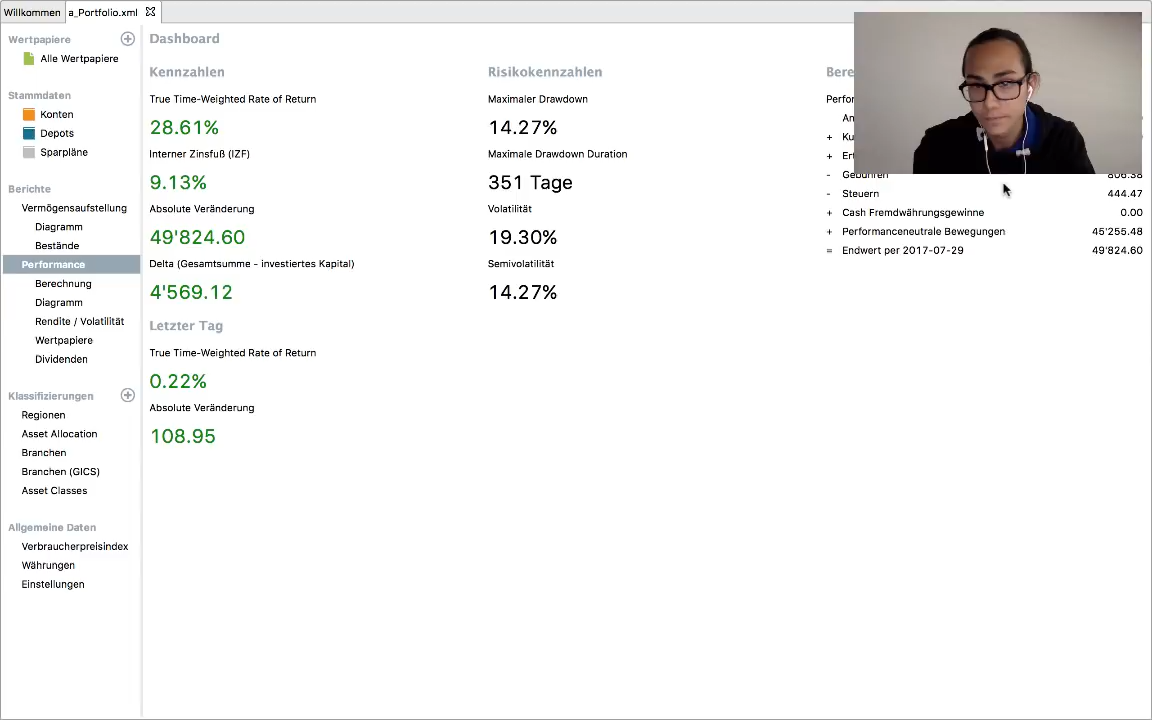 Willkommen
a_Portfolio.xml
Wertpapiere
Alle Wertpapiere
Stammdaten
Konten
Depots
Sparpläne
Berichte
Vermögensaufstellung
Diagramm
Bestände
Performance
Berechnung
Diagramm
Rendite / Volatilität
Wertpapiere
Dividenden
Klassifizierungen
Regionen
Asset Allocation
Branchen
Branchen (GICS)
Asset Classes
Allgemeine Daten
Verbraucherpreisindex
Währungen
Einstellungen
Dashboard
Kennzahlen
True Time-Weighted Rate of Return
28.61%
Interner Zinsfuß (IZF)
9.13%
Absolute Veränderung
49'824.60
Delta (Gesamtsumme - investiertes Kapital)
4'569.12
Letzter Tag
True Time-Weighted Rate of Return
0.22%
Absolute Veränderung
108.95
Risikokennzahlen
Maximaler Drawdown
14.27%
Maximale Drawdown Duration
351 Tage
Volatilität
19.30%
Semivolatilität
14.27%
- Gebühren 806.38
- Steuern 444.47
+ Cash Fremdwährungsgewinne 0.00
+ Performanceneutrale Bewegungen 45'255.48
= Endwert per 2017-07-29 49'824.60